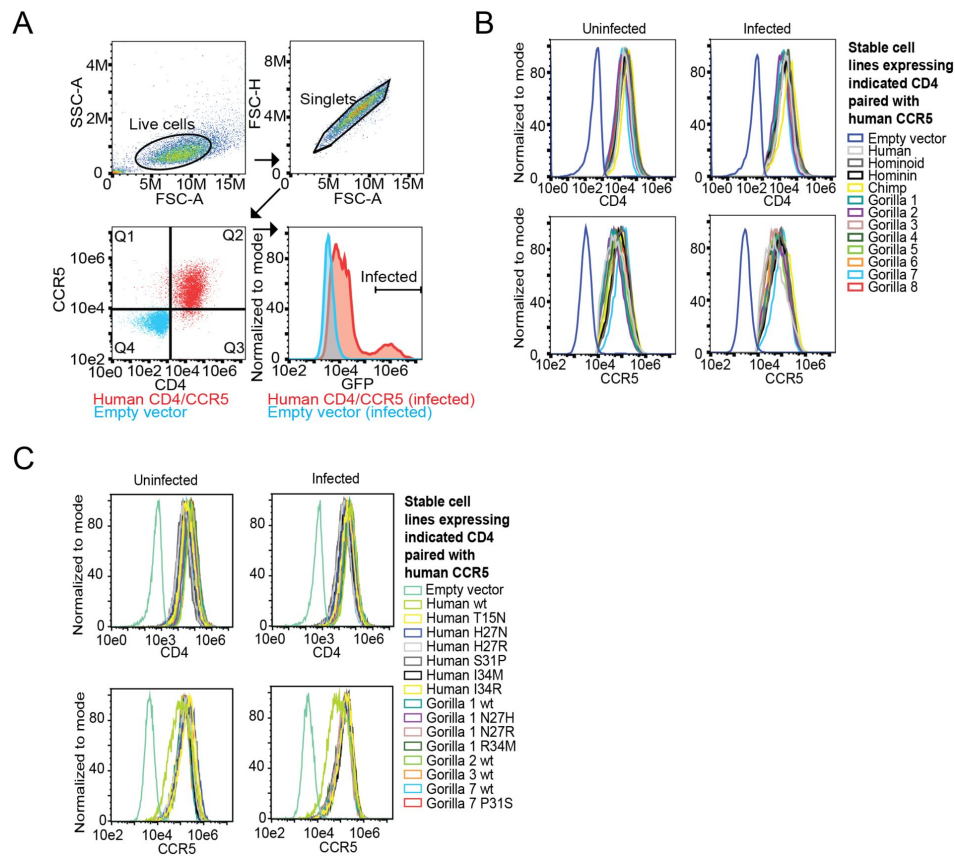 A
SSC-A
4M
2M
0
Live cells
5M 10M 15M
FSC-A
FSC-H
8M
4M
0
Singlets
5M 10M 15M
FSC-A
CCR5
10e6
10e4
10e2
Q1 Q2
Q4 Q3
10e0 10e2 10e4 10e6
CD4
Human CD4/CCR5
Empty vector
Normalized to mode
80
40
0
Infected
10e2 10e4 10e6
GFP
Human CD4/CCR5 (infected)
Empty vector (infected)
B
Uninfected
Infected
Normalized to mode
80
40
0
10e0 10e2 10e4 10e6
CD4
80
40
0
10e0 10e2 10e4 10e6
CD4
Normalized to mode
80
40
0
10e2 10e4 10e6
CCR5
80
40
0
10e2 10e4 10e6
CCR5
Stable cell
lines expressing
indicated CD4
paired with
human CCR5
Empty vector
Human
Hominoid
Hominin
Chimp
Gorilla 1
Gorilla 2
Gorilla 3
Gorilla 4
Gorilla 5
Gorilla 6
Gorilla 7
Gorilla 8
C
Uninfected
Infected
Normalized to mode
80
40
0
10e0 10e3 10e6
CD4
80
40
0
10e0 10e3 10e6
CD4
Normalized to mode
80
40
0
10e2 10e4 10e6
CCR5
80
40
0
10e2 10e4 10e6
CCR5
Stable cell
lines expressing
indicated CD4
paired with
human CCR5
Empty vector
Human wt
Human T15N
Human H27N
Human H27R
Human S31P
Human I34M
Human I34R
Gorilla 1 wt
Gorilla 1 N27H
Gorilla 1 N27R
Gorilla 1 R34M
Gorilla 2 wt
Gorilla 3 wt
Gorilla 7 wt
Gorilla 7 P31S